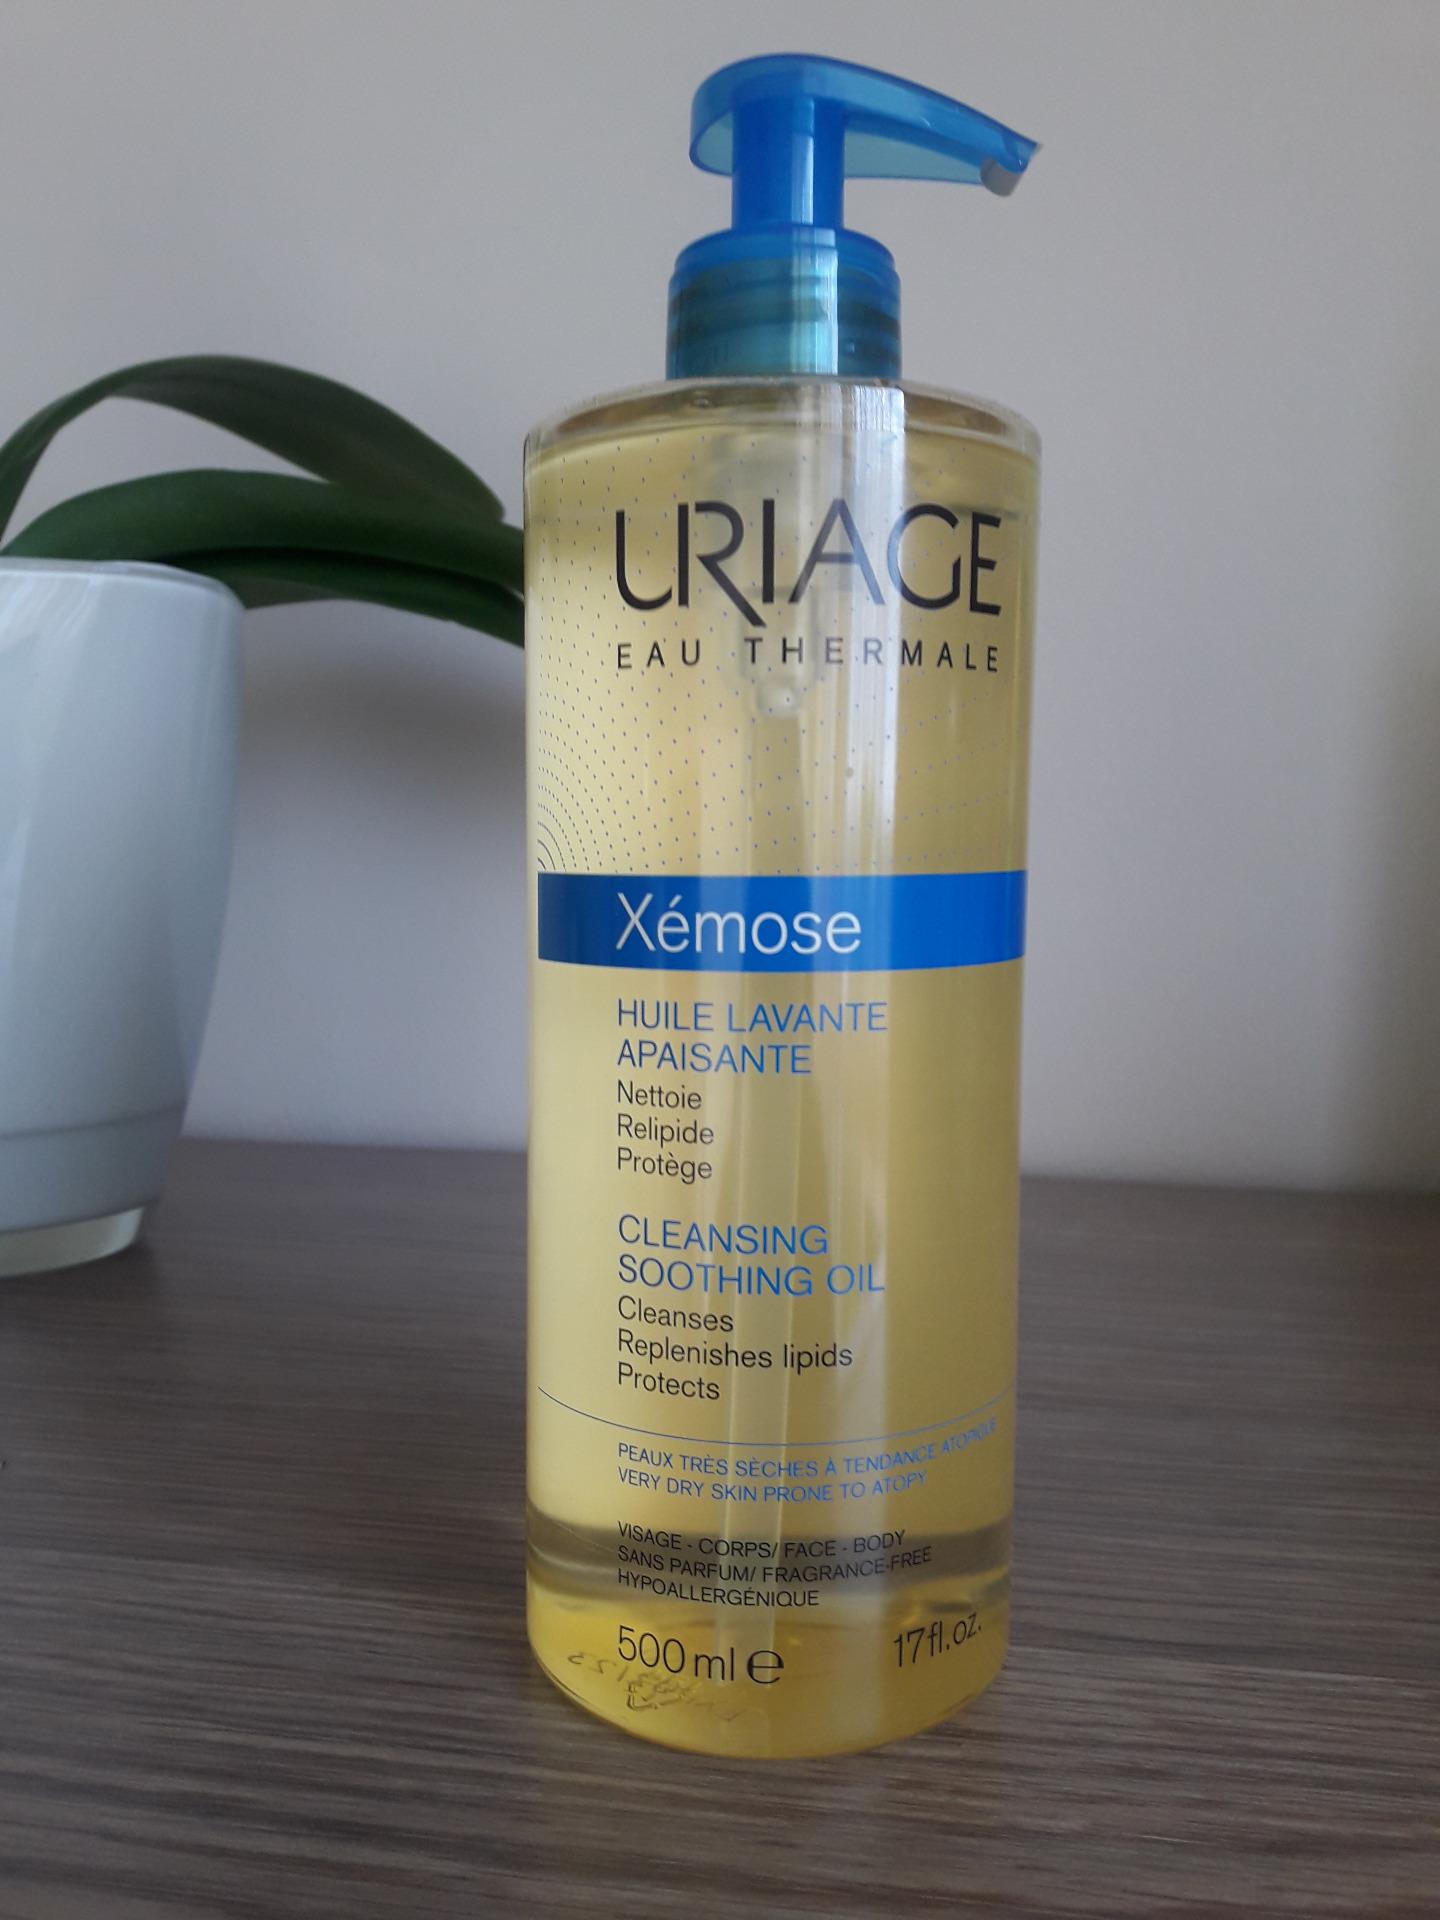 URIAGE
EAU THERMALE
Xémose
HUILE LAVANTE
APAISANTE
Nettoie
Relipide
Protège
CLEANSING
SOOTHING OIL
Cleanses
Replenishes lipids
Protects
PEAUX TRÈS SÈCHES À TENDANCE ATOPIQUE
VERY DRY SKIN PRONE TO ATOPY
VISAGE - CORPS/ FACE - BODY
SANS PARFUM/ FRAGRANCE-FREE
HYPOALLERGÉNIQUE
500 ml e 17 fl.oz.